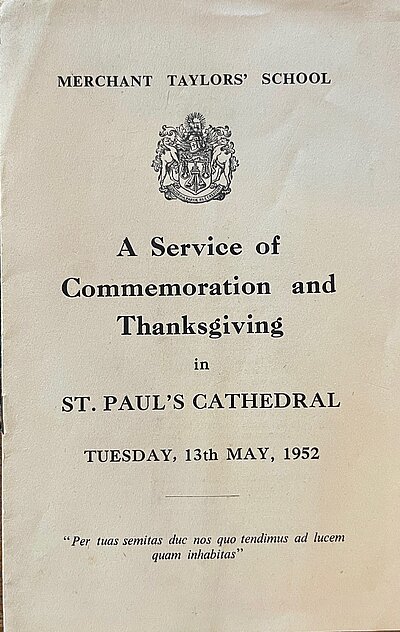 MERCHANT TAYLORS' SCHOOL
A Service of
Commemoration and
Thanksgiving
in
ST. PAUL'S CATHEDRAL
TUESDAY, 13th MAY, 1952
"Per tuas semitas duc nos quo tendimus ad lucem
quam inhabitas"